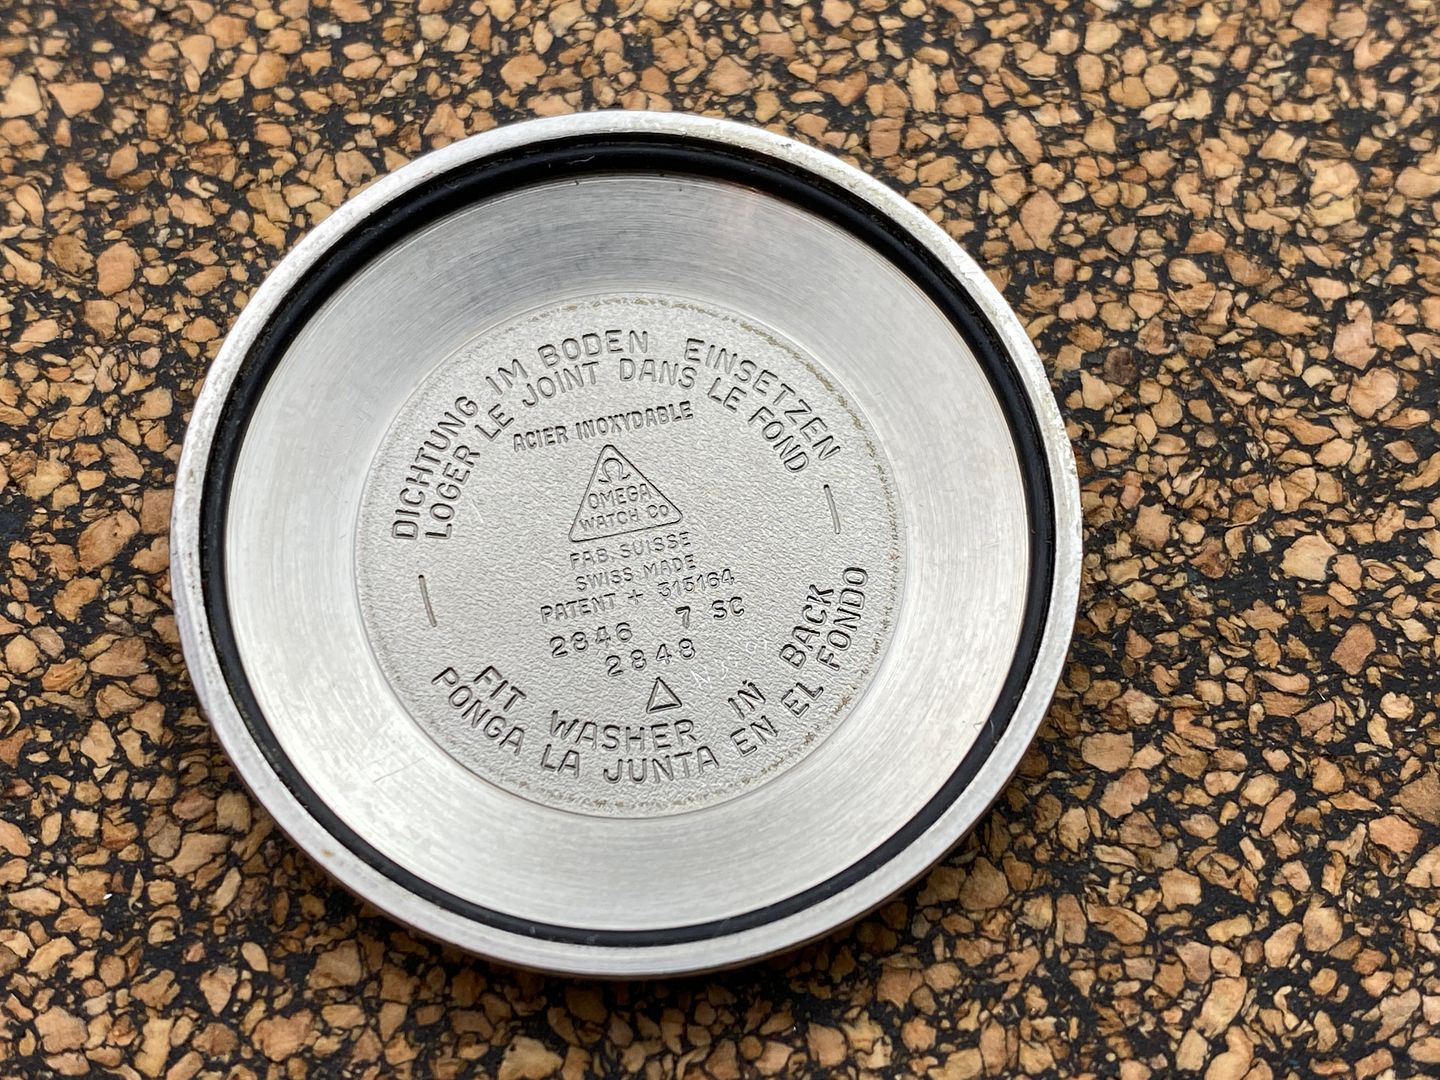 DICHTUNG IM BODEN EINSETZEN
LOGER LE JOINT DANS LE FOND
ACIER INOXYDABLE
Ω
OMEGA
WATCH CO
FAB. SUISSE
SWISS MADE
PATENT + 315164
2846 7 SC
2848
FIT WASHER IN BACK
PONGA LA JUNTA EN EL FONDO